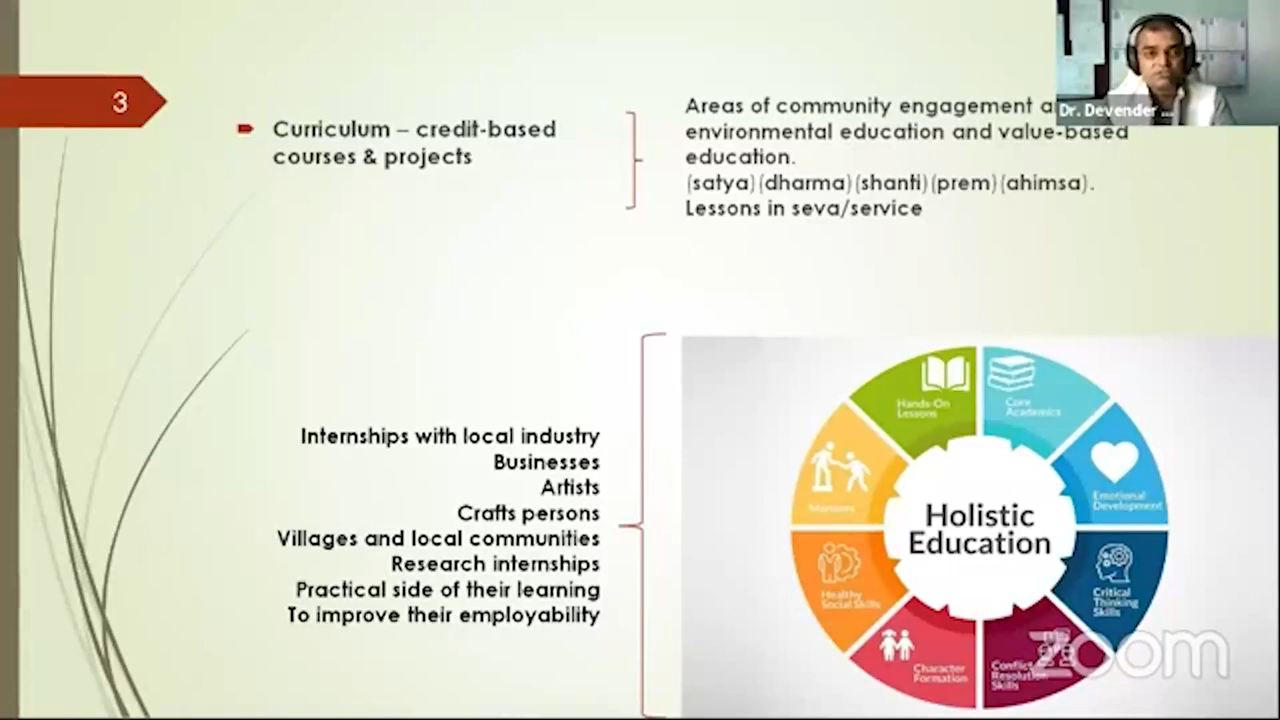 3
Curriculum – credit-based
courses & projects
Areas of community engagement a
environmental education and value-based
education.
(satya)(dharma)(shanti)(prem)(ahimsa).
Lessons in seva/service
Dr. Devender ...
Internships with local industry
Businesses
Artists
Crafts persons
Villages and local communities
Research internships
Practical side of their learning
To improve their employability
Holistic
Education
Core
Academics
Emotional
Development
Critical
Thinking
Skills
Conflict
Resolution
Skills
Character
Formation
Healthy
Social Skills
Manners
Hands-On
Lessons
zoom